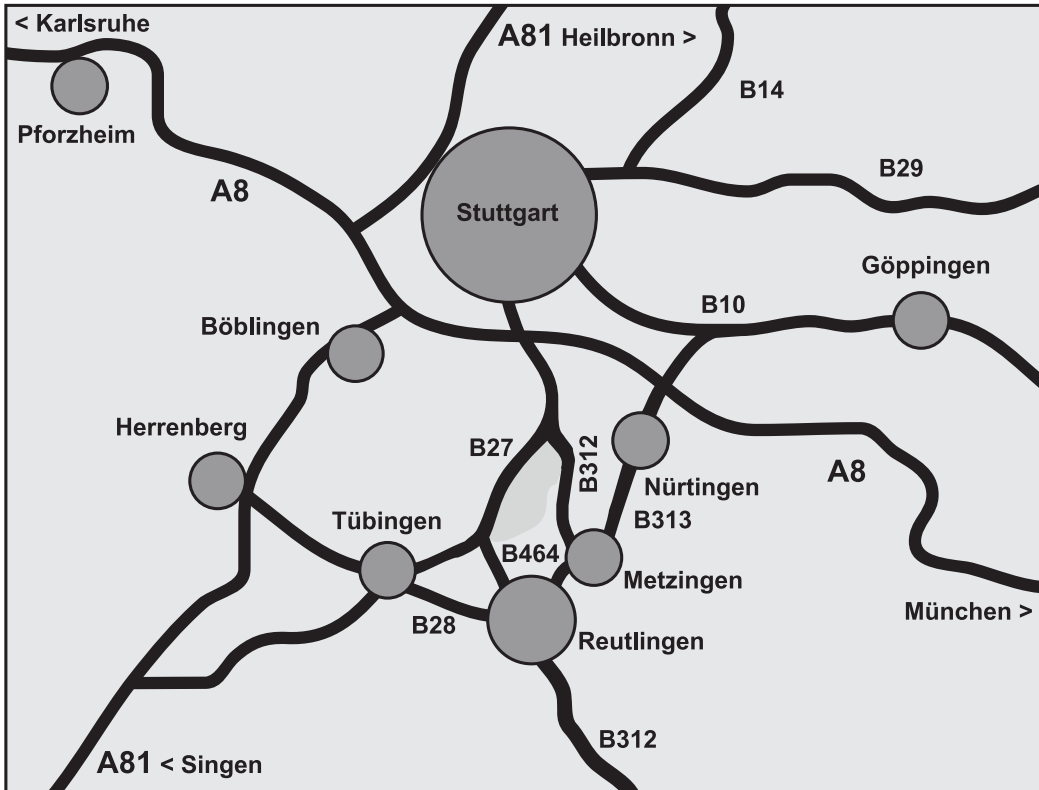 < Karlsruhe
A81 Heilbronn >
B14
Pforzheim
A8
B29
Stuttgart
Göppingen
B10
Böblingen
Herrenberg
B27
B312
A8
Nürtingen
Tübingen
B313
B464
Metzingen
München >
B28
Reutlingen
B312
A81 < Singen